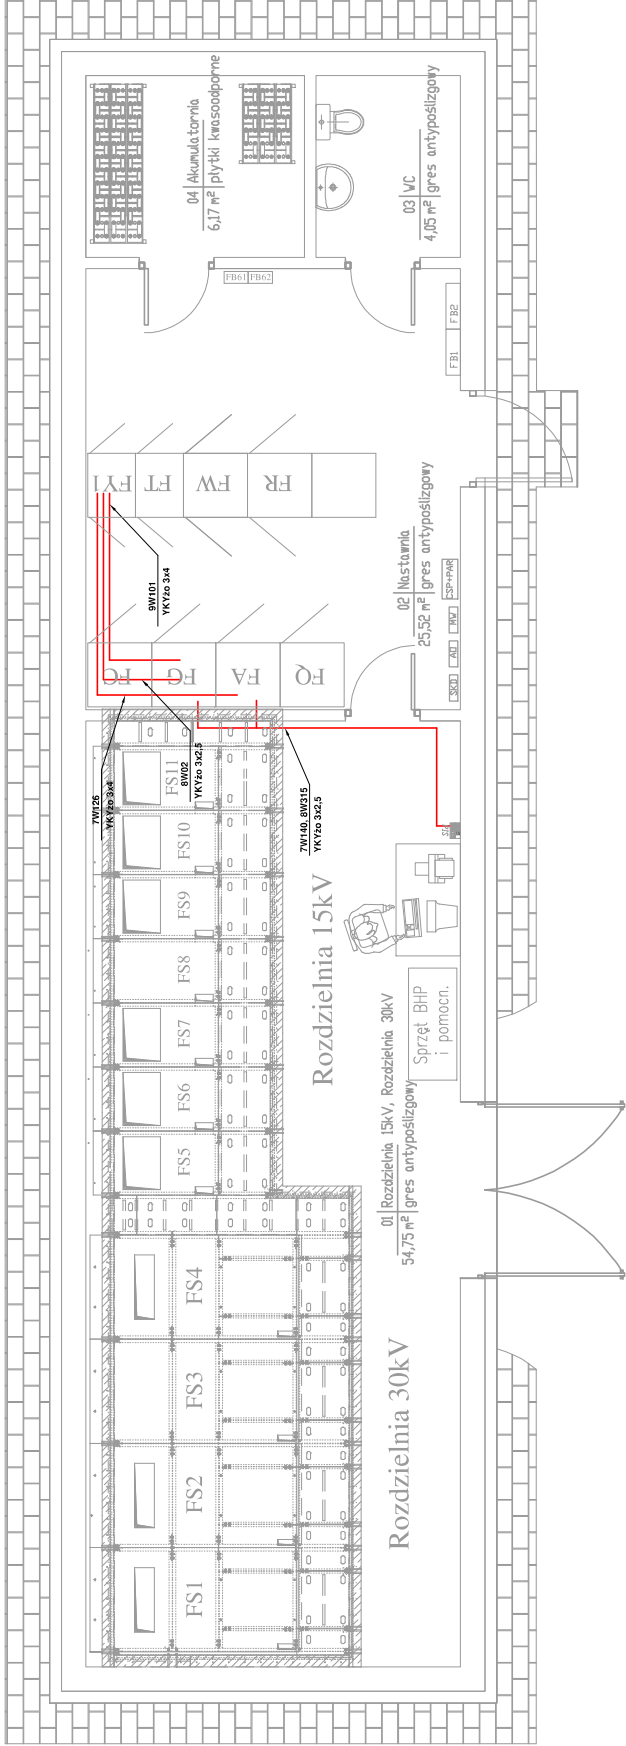 04 Akumulatornia
6,17 m² płytki kwasoodporne
03 WC
4,05 m² gres antypoślizgowy
FB61 FB62
FB1 FB2
FY1
FT
FW
FR
9W101
YKYżo 3x4
02 Nastawnia
25,52 m² gres antypoślizgowy
SKD
AD
MW
CSP+PAR
FC
FG
FA
FQ
7W126
YKYżo 3x4
8W02
YKYżo 3x2,5
7W140, 8W315
YKYżo 3x2,5
FS11
FS10
FS9
FS8
FS7
FS6
FS5
FS4
FS3
FS2
FS1
Rozdzielnia 15kV
Sprzęt BHP
i pomocn.
01 Rozdzielnia 15kV, Rozdzielnia 30kV
54,75 m² gres antypoślizgowy
Rozdzielnia 30kV